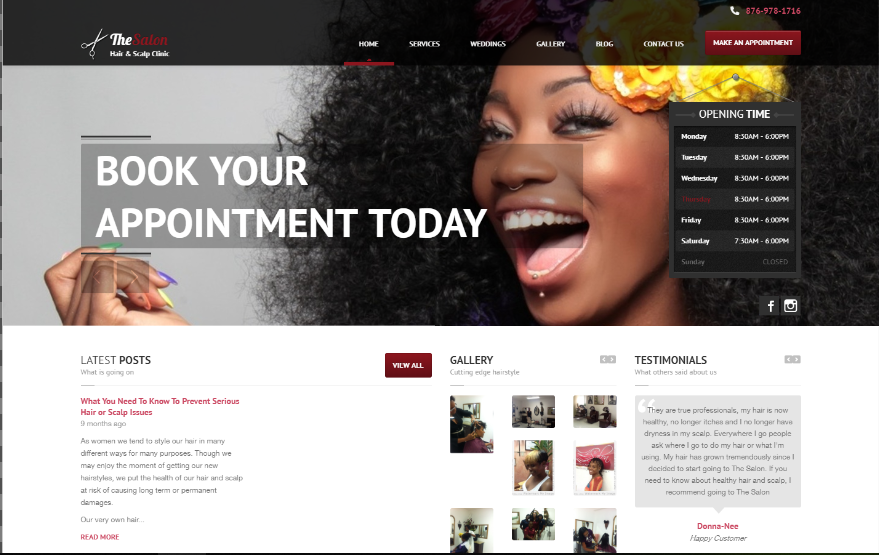 876-978-1716
TheSalon
Hair & Scalp Clinic
HOME SERVICES WEDDINGS GALLERY BLOG CONTACT US MAKE AN APPOINTMENT
BOOK YOUR
APPOINTMENT TODAY
OPENING TIME
Monday 8:30AM - 6:00PM
Tuesday 8:30AM - 6:00PM
Wednesday 8:30AM - 6:00PM
Thursday 8:30AM - 6:00PM
Friday 8:30AM - 6:00PM
Saturday 7:30AM - 6:00PM
Sunday CLOSED
LATEST POSTS
What is going on
VIEW ALL
What You Need To Know To Prevent Serious
Hair or Scalp Issues
9 months ago
As women we tend to style our hair in many
different ways for many purposes. Though we
may enjoy the moment of getting our new
hairstyles, we put the health of our hair and scalp
at risk of causing long term or permanent
damages.
Our very own hair...
READ MORE
GALLERY
Cutting edge hairstyle
TESTIMONIALS
What others said about us
They are true professionals, my hair is now
healthy, no longer itches and I no longer have
dryness in my scalp. Everywhere I go people
ask where I go to do my hair or what I'm
using. My hair has grown tremendously since I
decided to start going to The Salon. If you
need to know about healthy hair and scalp, I
recommend going to The Salon
Donna-Nee
Happy Customer